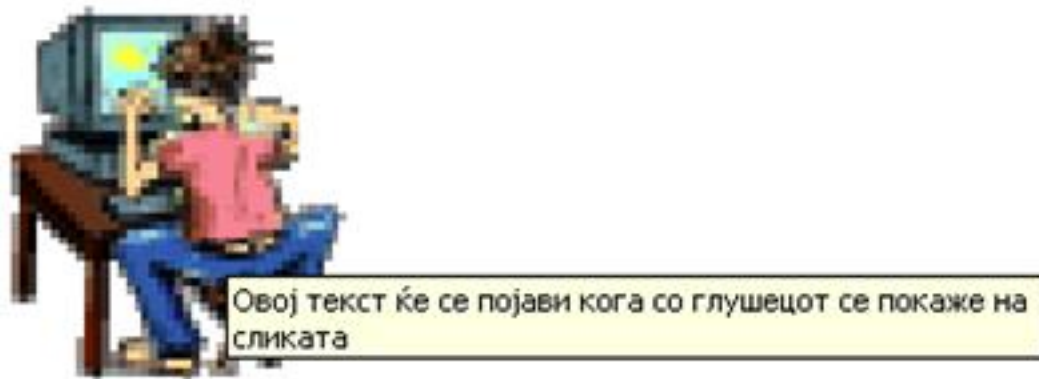 Овој текст ќе се појави кога со глушецот се покаже на
сликата